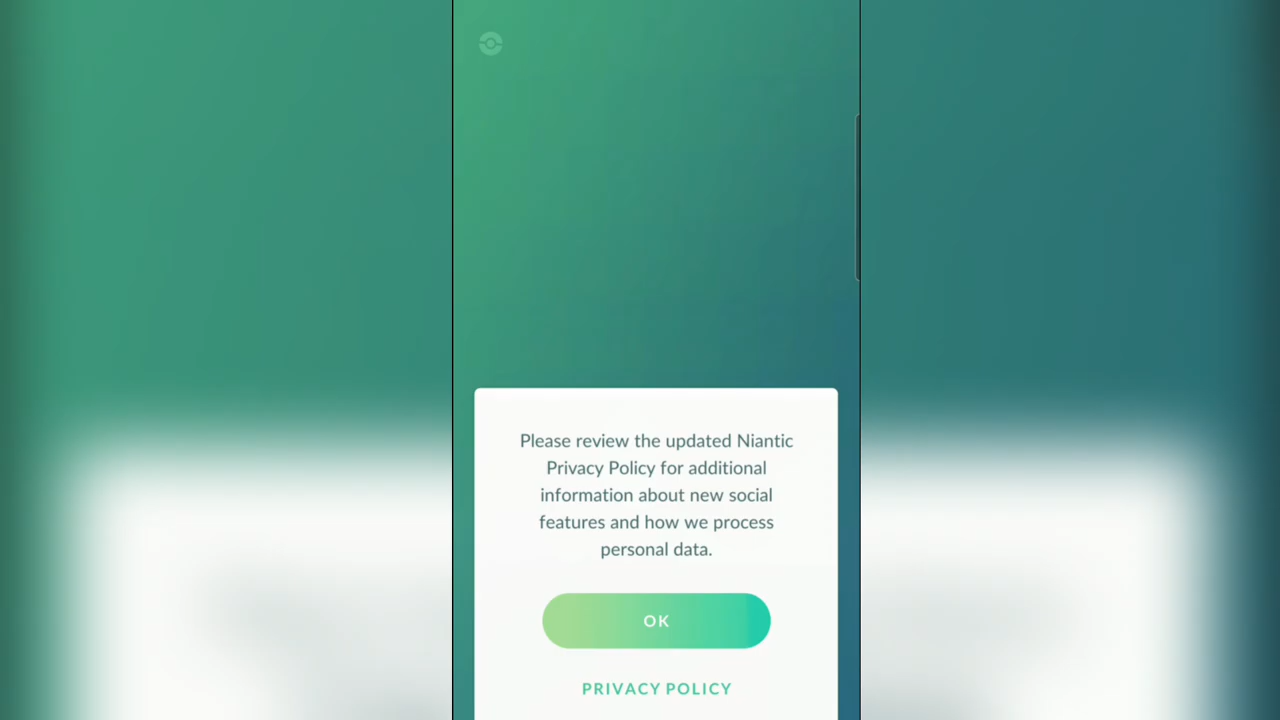 Please review the updated Niantic
Privacy Policy for additional
information about new social
features and how we process
personal data.
OK
PRIVACY POLICY